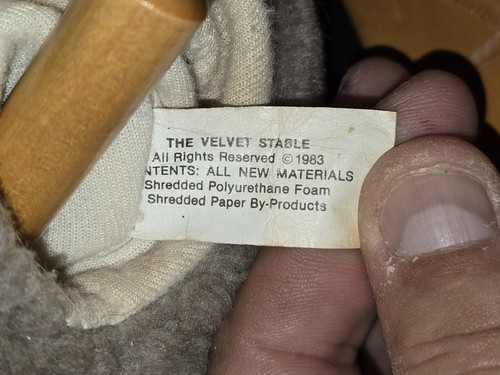 THE VELVET STABLE
All Rights Reserved ©1983
NTENTS: ALL NEW MATERIALS
Shredded Polyurethane Foam
Shredded Paper By-Products